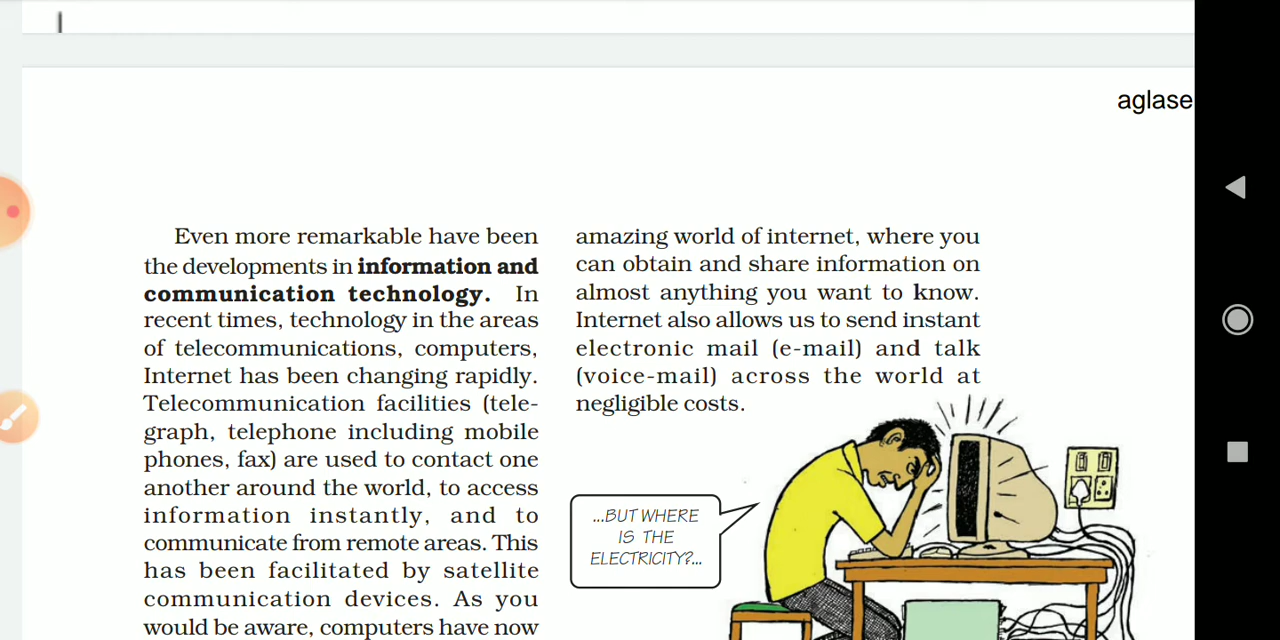 aglase
Even more remarkable have been
the developments in information and
communication technology. In
recent times, technology in the areas
of telecommunications, computers,
Internet has been changing rapidly.
Telecommunication facilities (tele-
graph, telephone including mobile
phones, fax) are used to contact one
another around the world, to access
information instantly, and to
communicate from remote areas. This
has been facilitated by satellite
communication devices. As you
would be aware, computers have now
amazing world of internet, where you
can obtain and share information on
almost anything you want to know.
Internet also allows us to send instant
electronic mail (e-mail) and talk
(voice-mail) across the world at
negligible costs.
...BUT WHERE
IS THE
ELECTRICITY?...